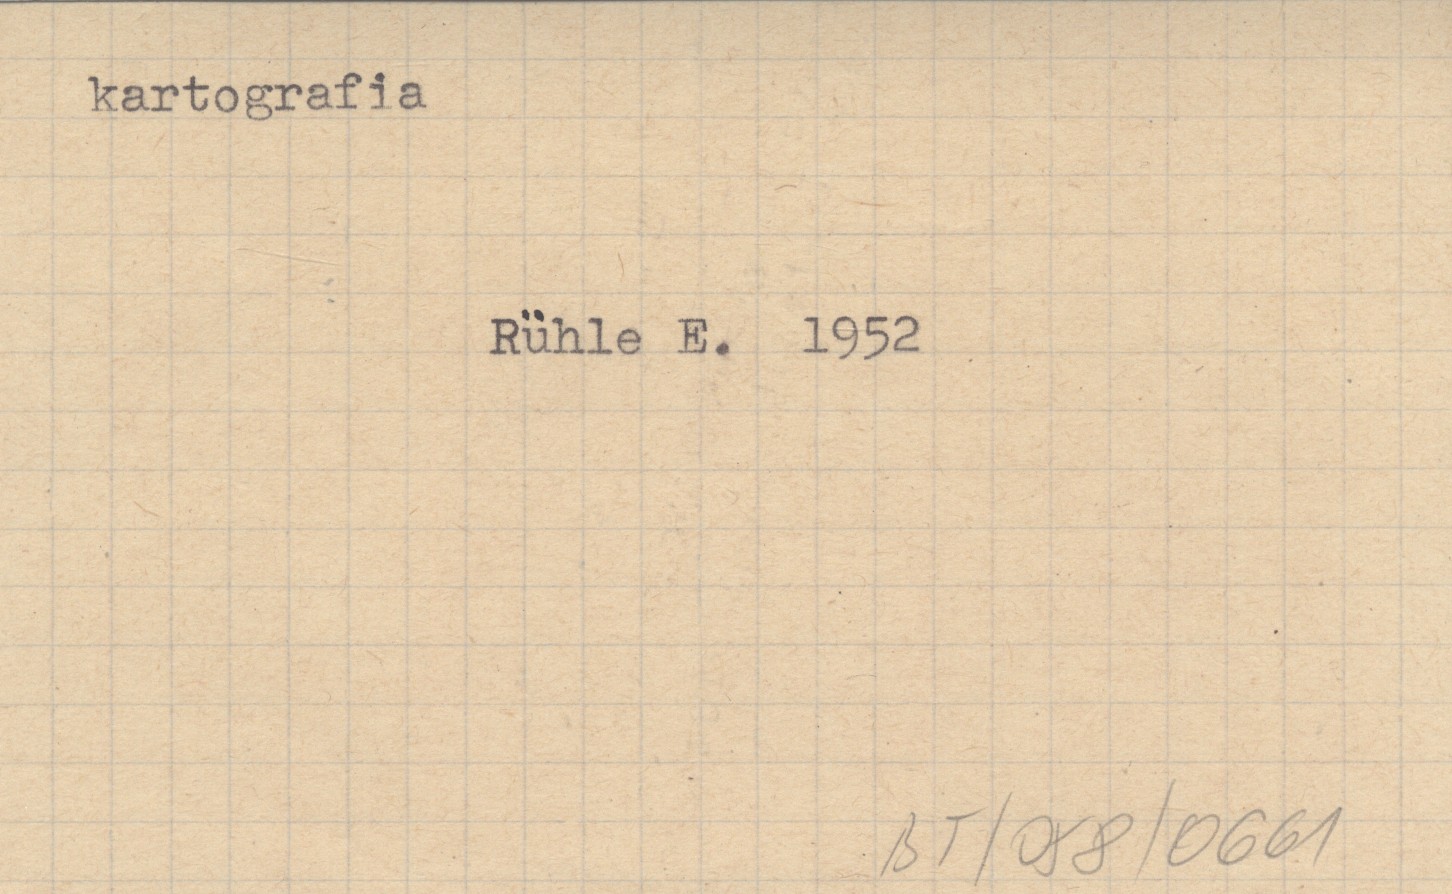 kartografia
Rühle E. 1952
BT/088/0661